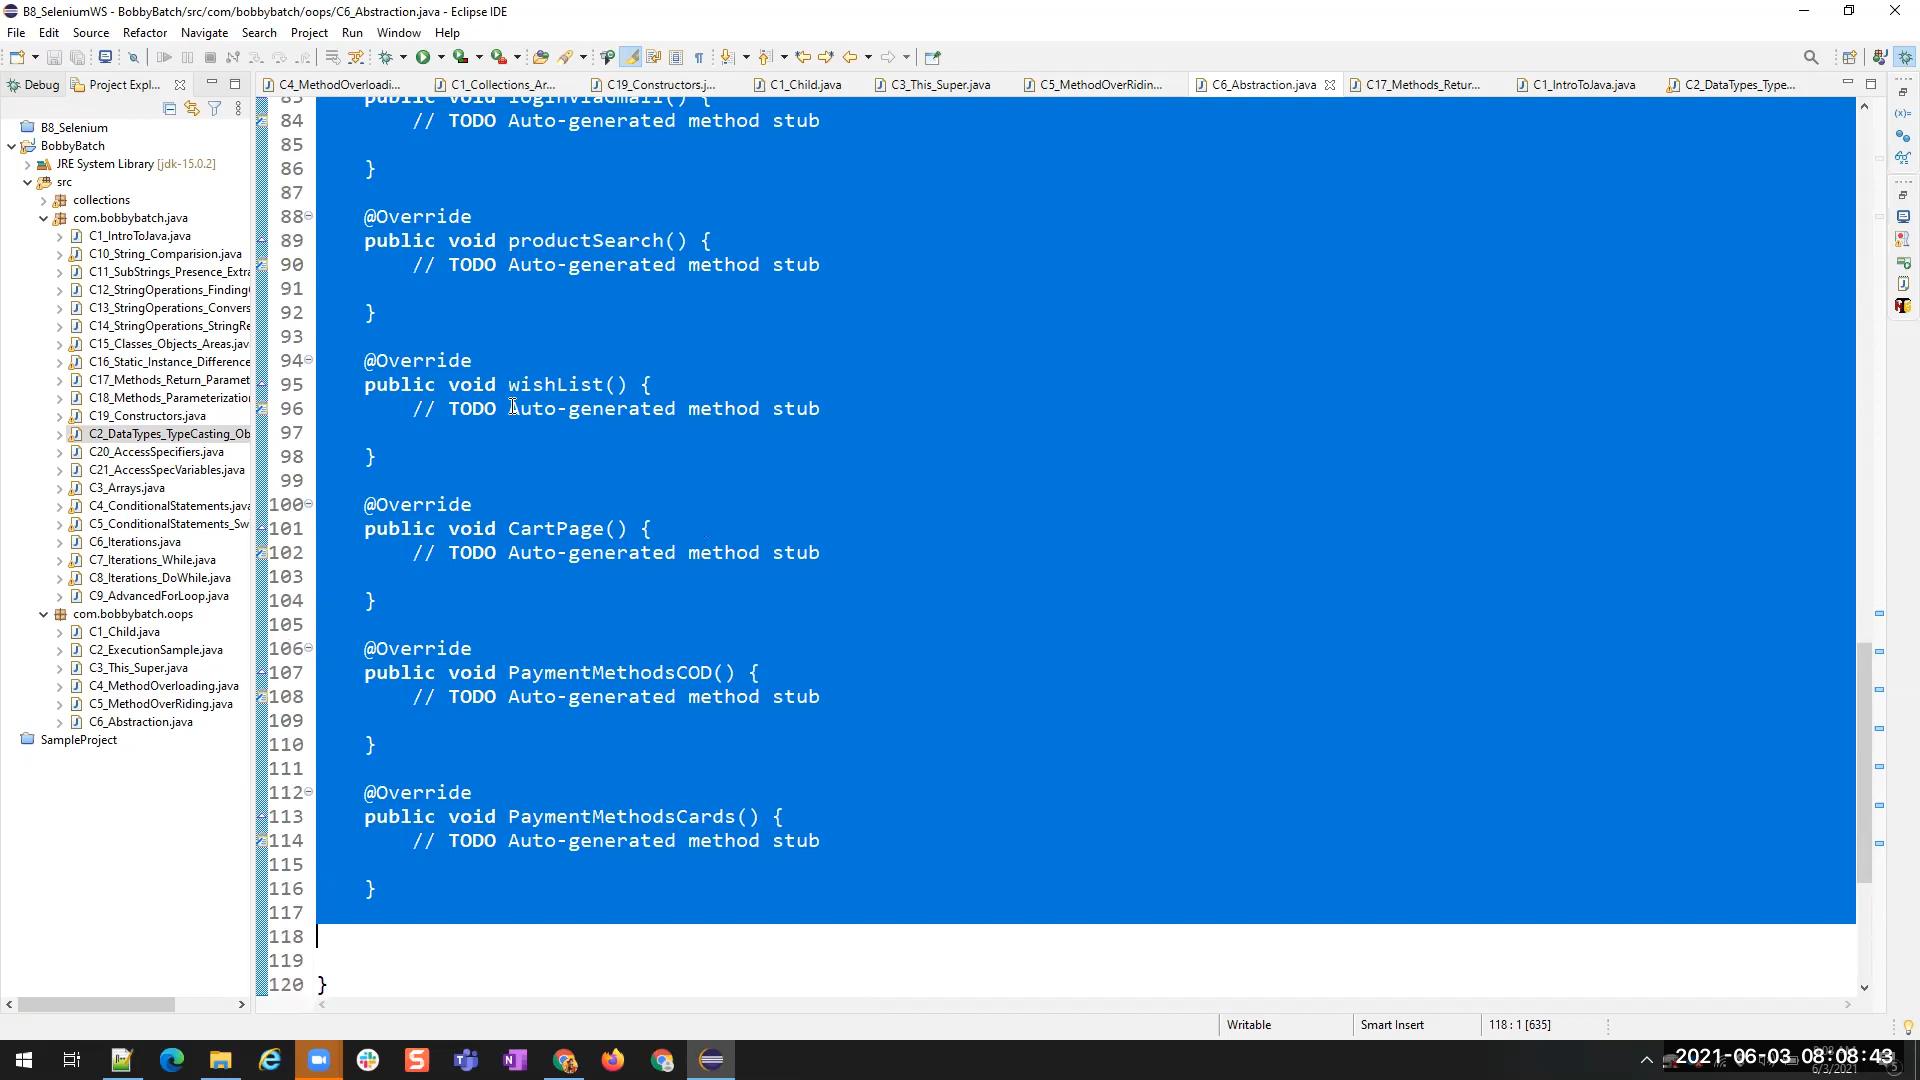 B8_SeleniumWS - BobbyBatch/src/com/bobbybatch/oops/C6_Abstraction.java - Eclipse IDE
File Edit Source Refactor Navigate Search Project Run Window Help
Debug Project Expl...
C4_MethodOverloadi... C1_Collections_Ar... C19_Constructors.j... C1_Child.java C3_This_Super.java C5_MethodOverRidin... C6_Abstraction.java C17_Methods_Retur... C1_IntroToJava.java C2_DataTypes_Type...
B8_Selenium
BobbyBatch
JRE System Library [jdk-15.0.2]
src
collections
com.bobbybatch.java
C1_IntroToJava.java
C10_String_Comparision.java
C11_SubStrings_Presence_Extra
C12_StringOperations_Finding
C13_StringOperations_Convers
C14_StringOperations_StringRe
C15_Classes_Objects_Areas.jav
C16_Static_Instance_Difference
C17_Methods_Return_Paramet
C18_Methods_Parameterizatio
C19_Constructors.java
C2_DataTypes_TypeCasting_Ob
C20_AccessSpecifiers.java
C21_AccessSpecVariables.java
C3_Arrays.java
C4_ConditionalStatements.java
C5_ConditionalStatements_Sw
C6_Iterations.java
C7_Iterations_While.java
C8_Iterations_DoWhile.java
C9_AdvancedForLoop.java
com.bobbybatch.oops
C1_Child.java
C2_ExecutionSample.java
C3_This_Super.java
C4_MethodOverloading.java
C5_MethodOverRiding.java
C6_Abstraction.java
SampleProject
83 public void loginViaGmail() {
84 // TODO Auto-generated method stub
85
86 }
87
88 @Override
89 public void productSearch() {
90 // TODO Auto-generated method stub
91
92 }
93
94 @Override
95 public void wishList() {
96 // TODO Auto-generated method stub
97
98 }
99
100 @Override
101 public void CartPage() {
102 // TODO Auto-generated method stub
103
104 }
105
106 @Override
107 public void PaymentMethodsCOD() {
108 // TODO Auto-generated method stub
109
110 }
111
112 @Override
113 public void PaymentMethodsCards() {
114 // TODO Auto-generated method stub
115
116 }
117
118
119
120 }
Writable Smart Insert 118 : 1 [635]
2021-06-03 08:08:43
6/3/2021